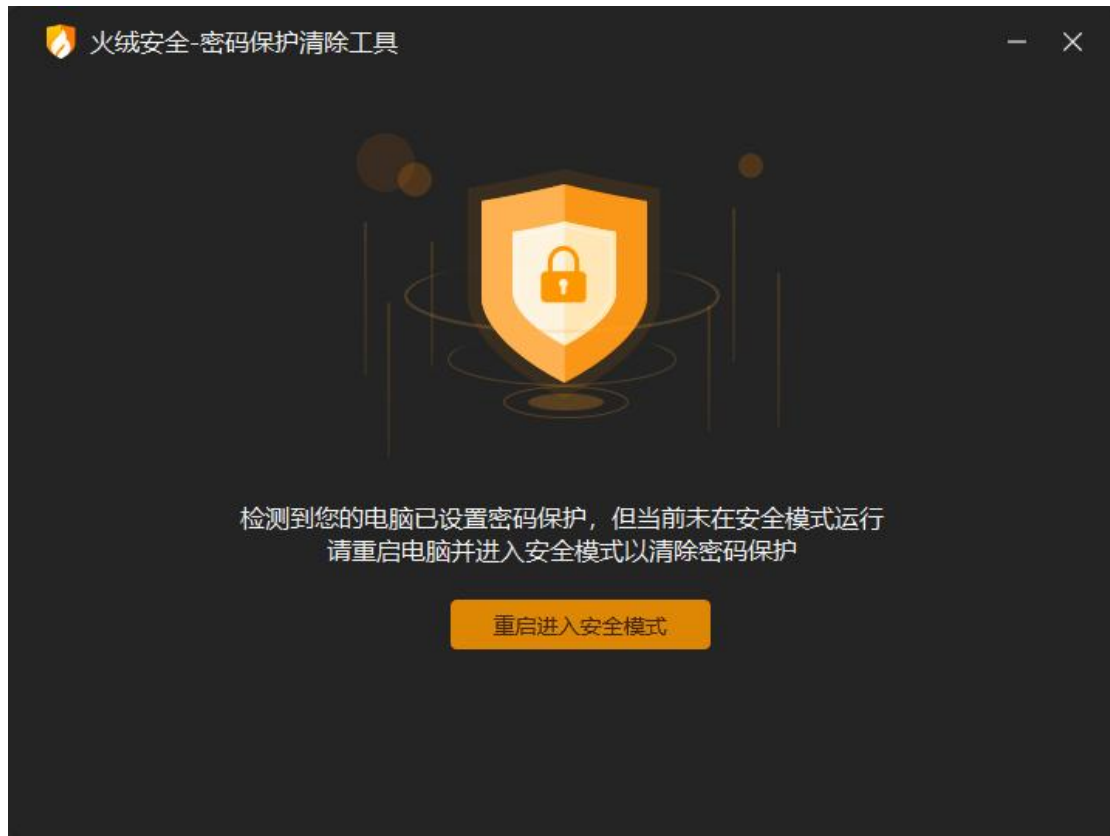 火绒安全-密码保护清除工具
检测到您的电脑已设置密码保护，但当前未在安全模式运行
请重启电脑并进入安全模式以清除密码保护
重启进入安全模式